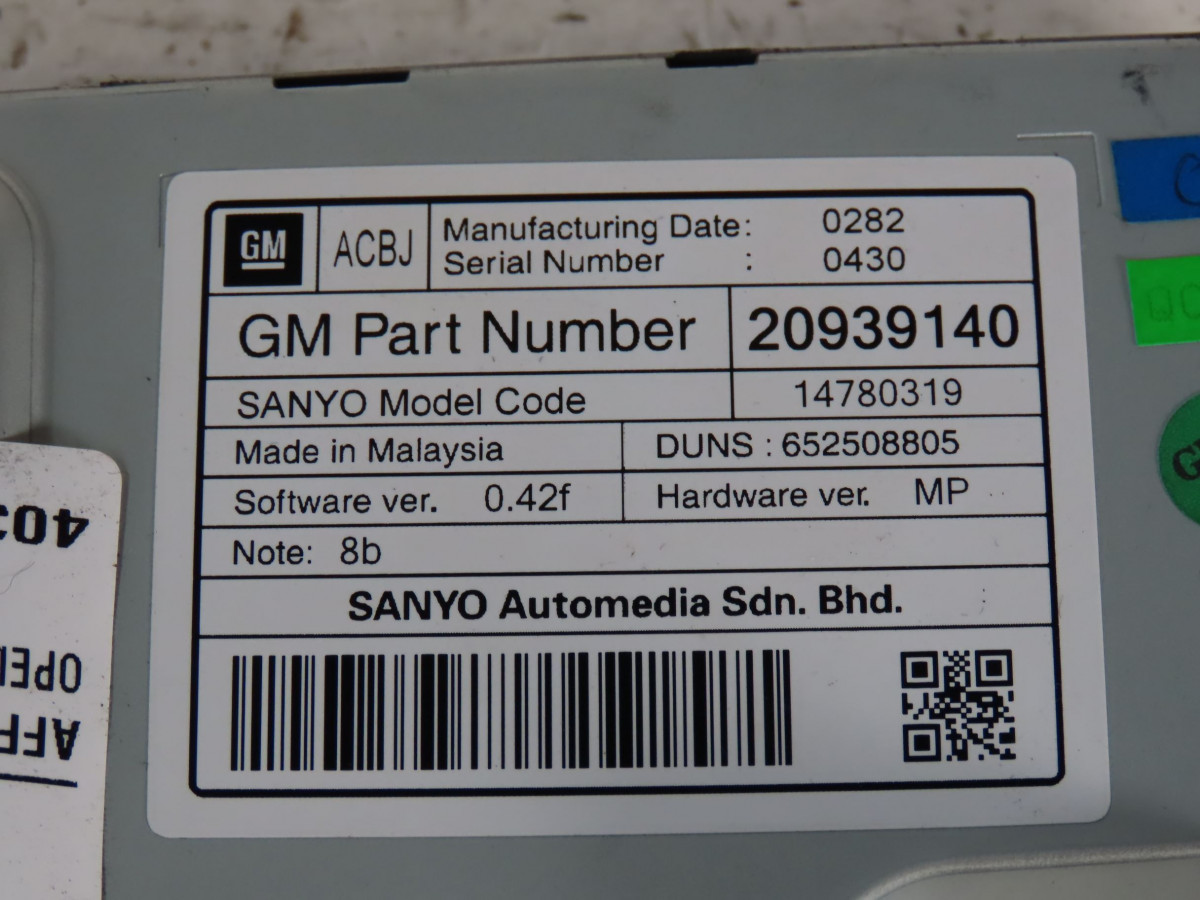 GM
ACBJ
Manufacturing Date: 0282
Serial Number : 0430
GM Part Number 20939140
SANYO Model Code 14780319
Made in Malaysia DUNS : 652508805
Software ver. 0.42f Hardware ver. MP
Note: 8b
SANYO Automedia Sdn. Bhd.